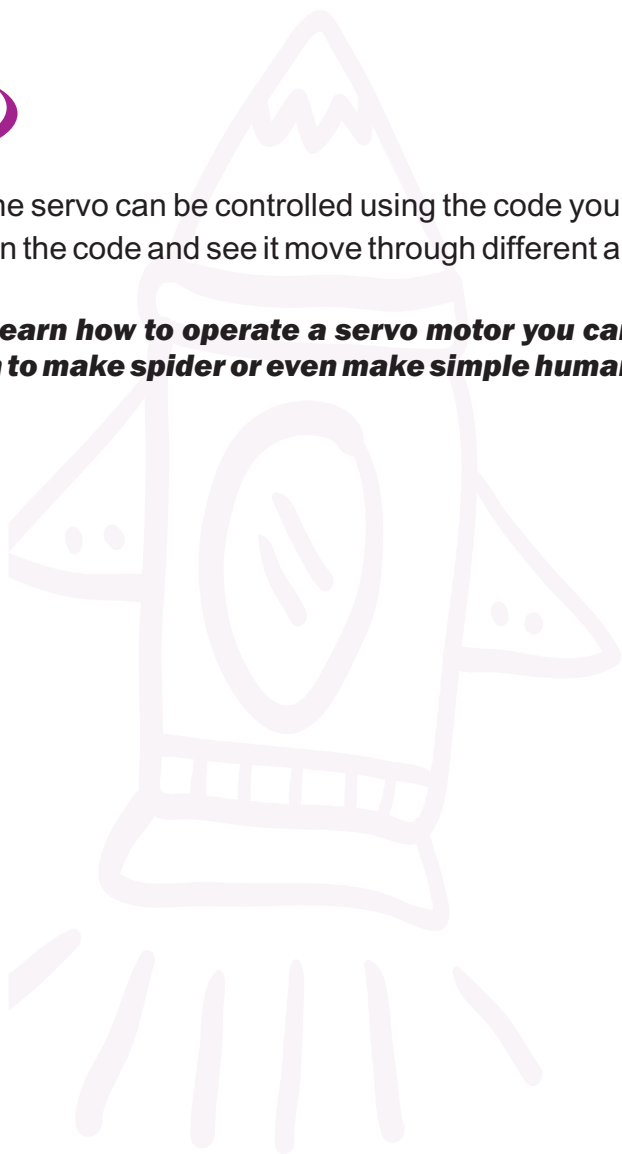 ne servo can be controlled using the code you
n the code and see it move through different a
earn how to operate a servo motor you can
to make spider or even make simple human